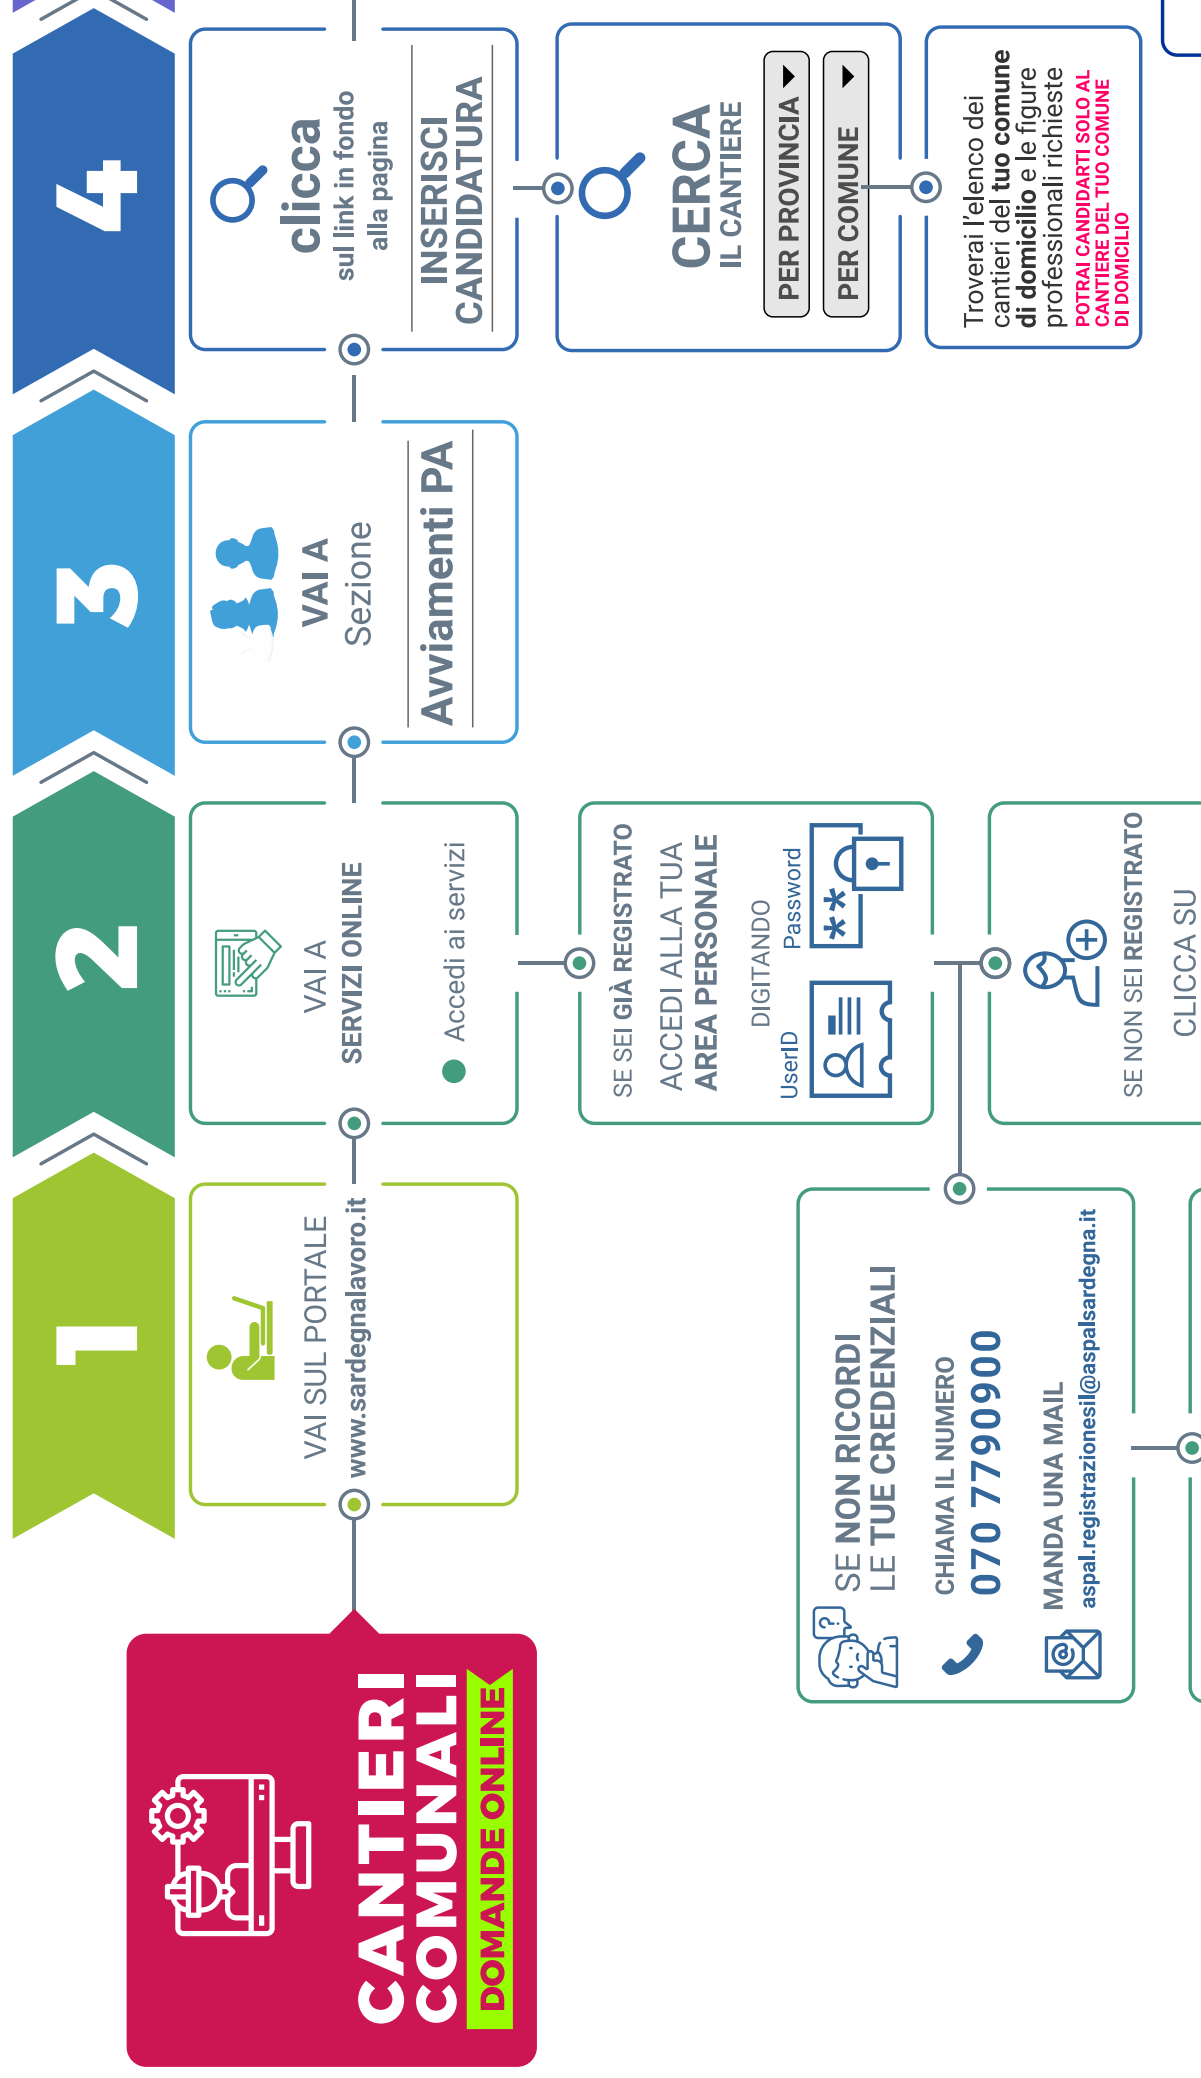 CANTIERI
COMUNALI
DOMANDE ONLINE
1
VAI SUL PORTALE
www.sardegnalavoro.it
2
VAI A
SERVIZI ONLINE
Accedi ai servizi
SE SEI GIÀ REGISTRATO
ACCEDI ALLA TUA
AREA PERSONALE
DIGITANDO
UserID
Password
**
SE NON RICORDI
LE TUE CREDENZIALI
?
CHIAMA IL NUMERO
070 7790900
MANDA UNA MAIL
@
aspal.registrazionesil@aspalsardegna.it
SE NON SEI REGISTRATO
CLICCA SU
3
VAI A
Sezione
Avviamenti PA
4
clicca
sul link in fondo
alla pagina
INSERISCI
CANDIDATURA
CERCA
IL CANTIERE
PER PROVINCIA
PER COMUNE
Troverai l'elenco dei
cantieri del tuo comune
di domicilio e le figure
professionali richieste
POTRAI CANDIDARTI SOLO AL
CANTIERE DEL TUO COMUNE
DI DOMICILIO